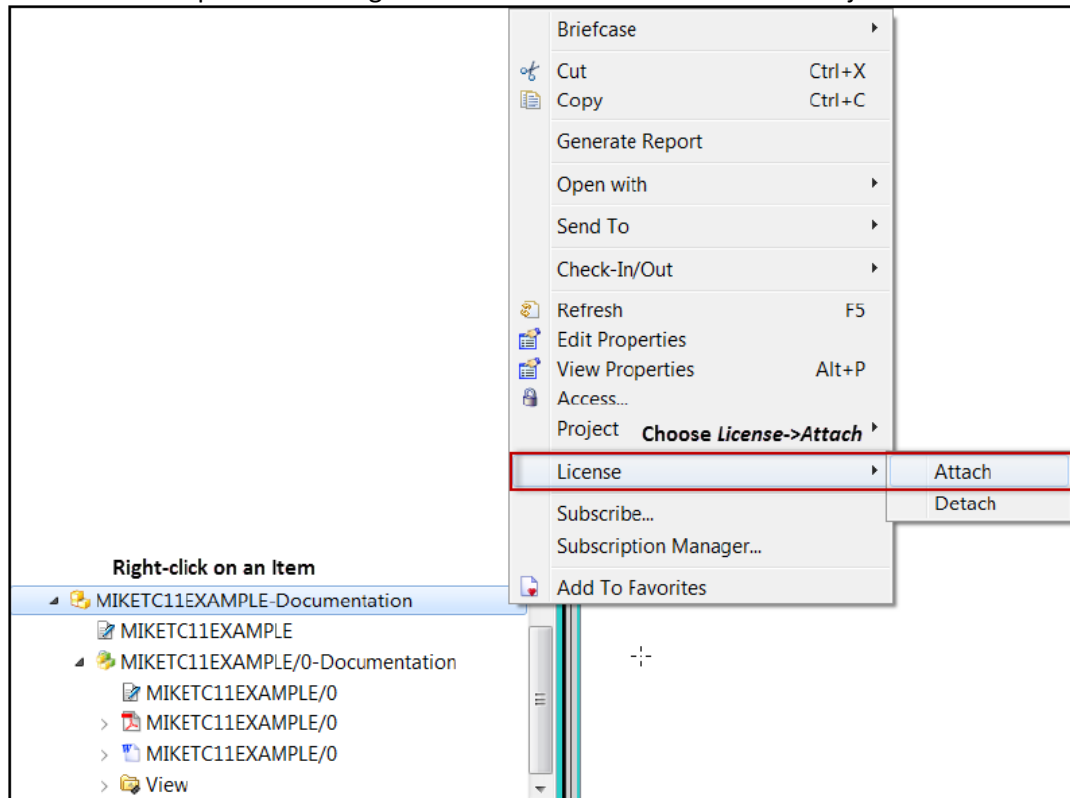 Briefcase
Cut Ctrl+X
Copy Ctrl+C
Generate Report
Open with
Send To
Check-In/Out
Refresh F5
Edit Properties
View Properties Alt+P
Access...
Project Choose License->Attach
License Attach
Detach
Subscribe...
Subscription Manager...
Add To Favorites
Right-click on an Item
MIKETC11EXAMPLE-Documentation
MIKETC11EXAMPLE
MIKETC11EXAMPLE/0-Documentation
MIKETC11EXAMPLE/0
MIKETC11EXAMPLE/0
MIKETC11EXAMPLE/0
View